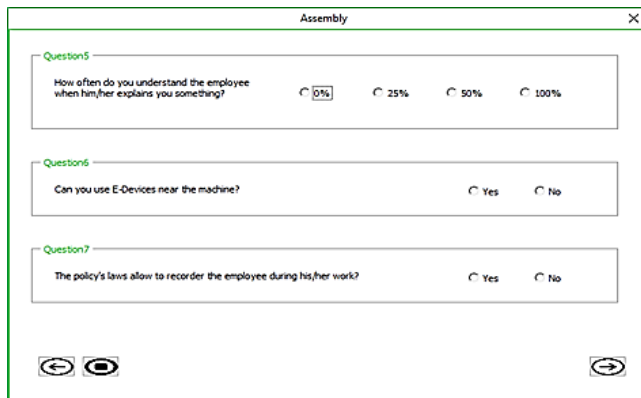 Assembly
Question5
How often do you understand the employee
when him/her explains you something?
0% 25% 50% 100%
Question6
Can you use E-Devices near the machine?
Yes No
Question7
The policy's laws allow to recorder the employee during his/her work?
Yes No